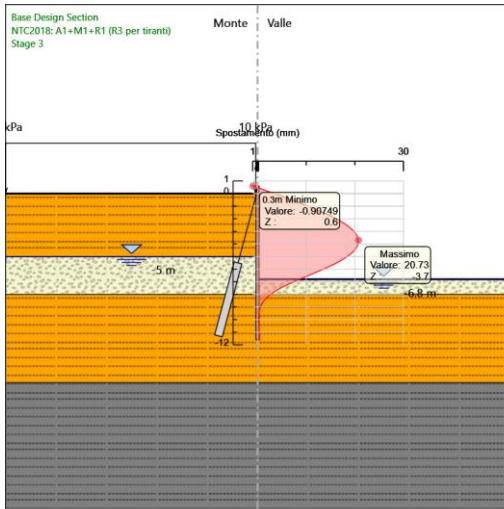 Base Design Section
NTC2018: A1+M1+R1 (R3 per tiranti)
Stage 3
Monte
Valle
kPa
10 kPa
Spostamento (mm)
1
30
1
0
0.3m
Minimo
Valore: -0.90749
Z : 0.6
Massimo
Valore: 20.73
Z -3.7
-5 m
-6.8 m
-12